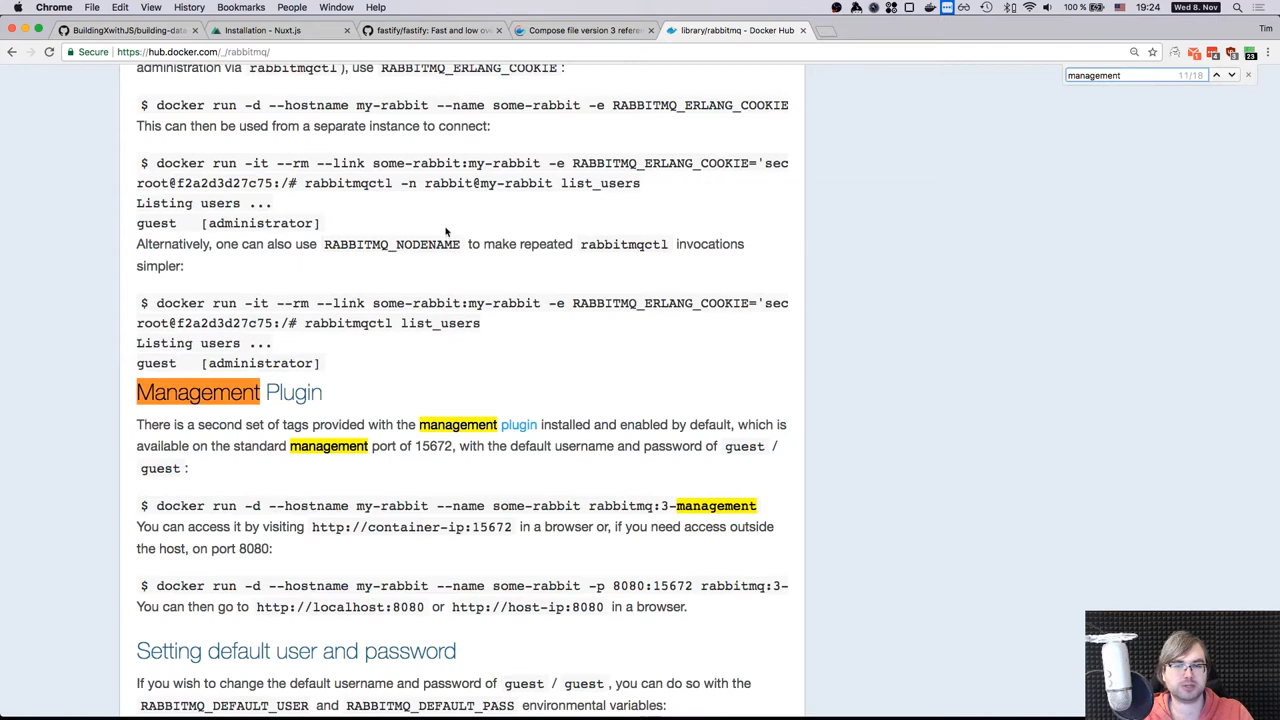 Chrome File Edit View History Bookmarks People Window Help 100 % 19:24 Wed 8. Nov
BuildingXwithJS/building-data Installation - Nuxt.js fastify/fastify: Fast and low ov Compose file version 3 refere library/rabbitmq - Docker Hub Tim
Secure https://hub.docker.com/_/rabbitmq/
management 11/18
administration via rabbitmqctl ), use RABBITMQ_ERLANG_COOKIE :
$ docker run -d --hostname my-rabbit --name some-rabbit -e RABBITMQ_ERLANG_COOKIE
This can then be used from a separate instance to connect:
$ docker run -it --rm --link some-rabbit:my-rabbit -e RABBITMQ_ERLANG_COOKIE='sec
root@f2a2d3d27c75:/# rabbitmqctl -n rabbit@my-rabbit list_users
Listing users ...
guest [administrator]
Alternatively, one can also use RABBITMQ_NODENAME to make repeated rabbitmqctl invocations
simpler:
$ docker run -it --rm --link some-rabbit:my-rabbit -e RABBITMQ_ERLANG_COOKIE='sec
root@f2a2d3d27c75:/# rabbitmqctl list_users
Listing users ...
guest [administrator]
Management Plugin
There is a second set of tags provided with the management plugin installed and enabled by default, which is
available on the standard management port of 15672, with the default username and password of guest /
guest :
$ docker run -d --hostname my-rabbit --name some-rabbit rabbitmq:3-management
You can access it by visiting http://container-ip:15672 in a browser or, if you need access outside
the host, on port 8080:
$ docker run -d --hostname my-rabbit --name some-rabbit -p 8080:15672 rabbitmq:3-
You can then go to http://localhost:8080 or http://host-ip:8080 in a browser.
Setting default user and password
If you wish to change the default username and password of guest / guest , you can do so with the
RABBITMQ_DEFAULT_USER and RABBITMQ_DEFAULT_PASS environmental variables: